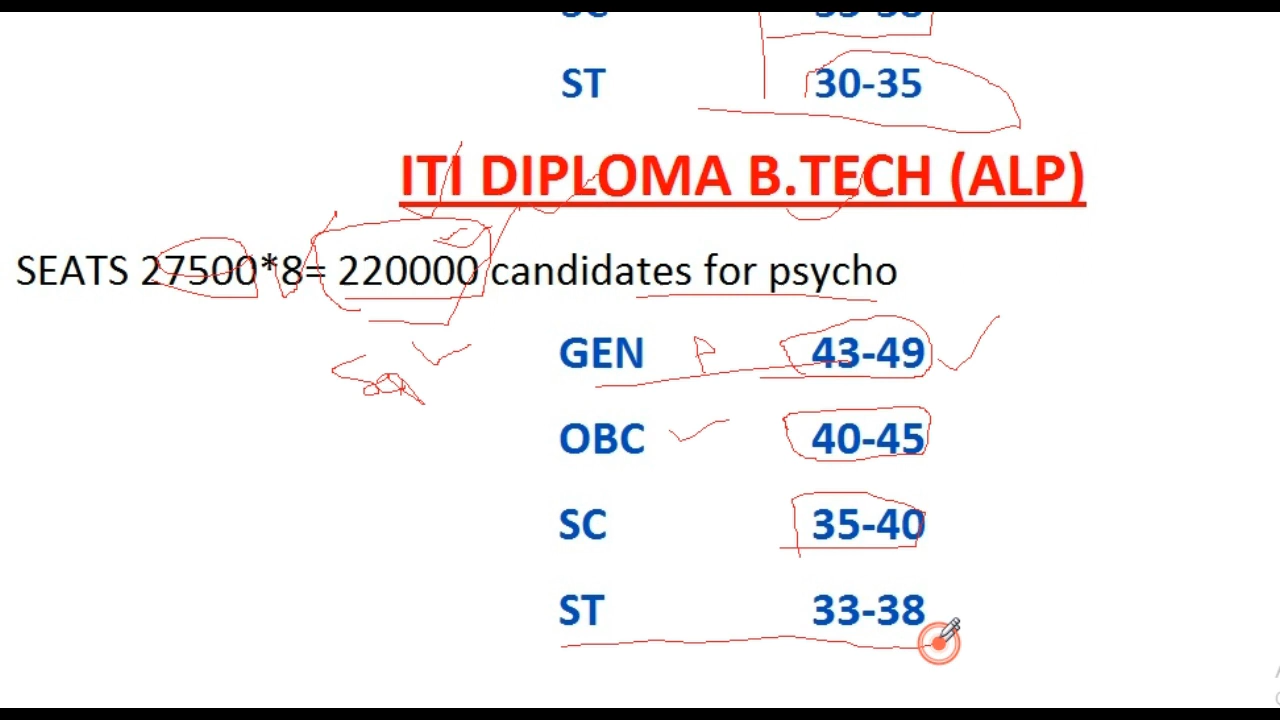 ST 30-35
ITI DIPLOMA B.TECH (ALP)
SEATS 27500*8= 220000 candidates for psycho
GEN 43-49
OBC 40-45
SC 35-40
ST 33-38